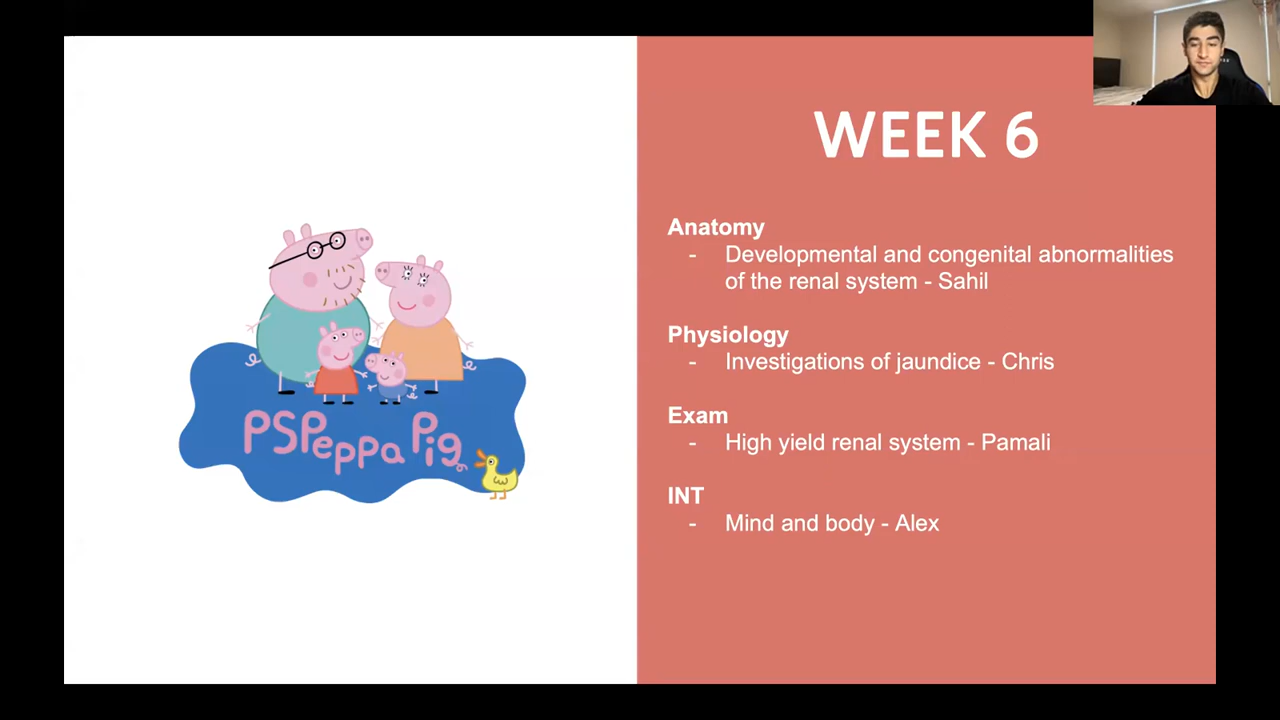 WEEK 6
Anatomy
- Developmental and congenital abnormalities
of the renal system - Sahil
Physiology
- Investigations of jaundice - Chris
Exam
- High yield renal system - Pamali
INT
- Mind and body - Alex
PSPeppa Pig